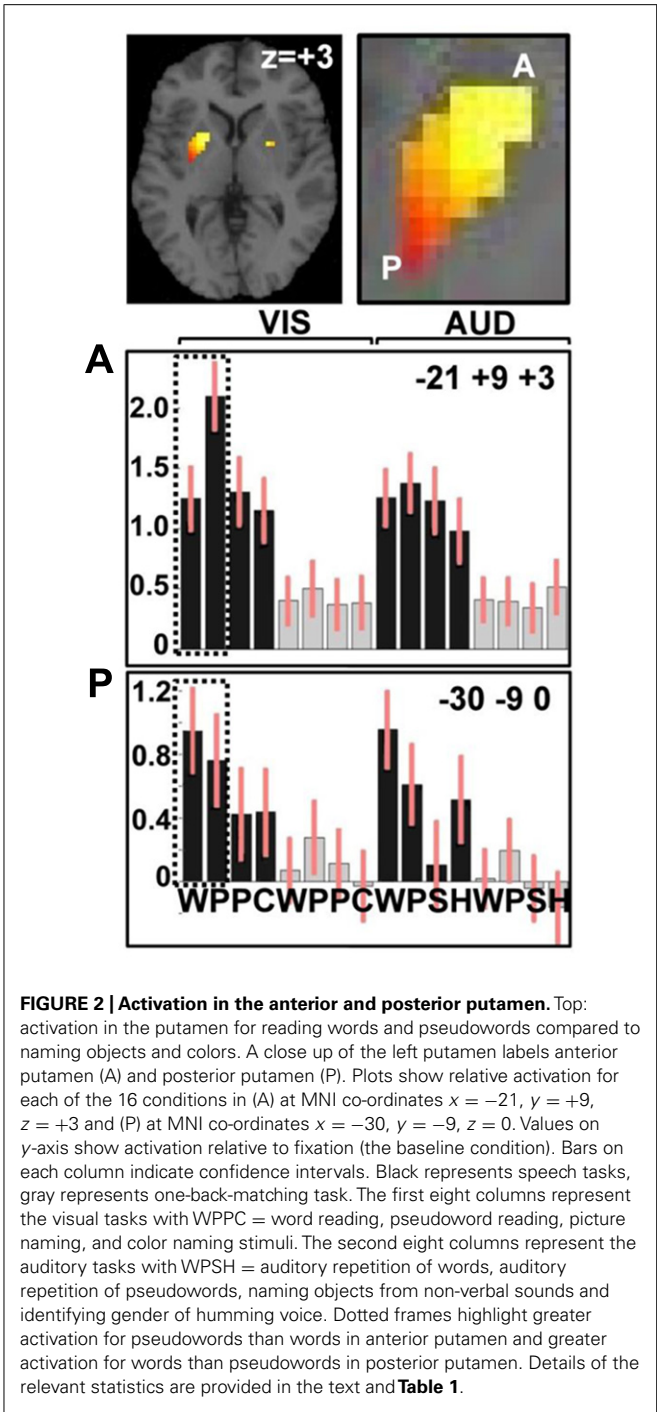 z=+3
A
P
VIS AUD
A
-21 +9 +3
2.0
1.5
1.0
0.5
0
P
-30 -9 0
1.2
0.8
0.4
0
WPPCWPPCWPSHWPSH
FIGURE 2 | Activation in the anterior and posterior putamen. Top:
activation in the putamen for reading words and pseudowords compared to
naming objects and colors. A close up of the left putamen labels anterior
putamen (A) and posterior putamen (P). Plots show relative activation for
each of the 16 conditions in (A) at MNI co-ordinates x = −21, y = +9,
z = +3 and (P) at MNI co-ordinates x = −30, y = −9, z = 0. Values on
y-axis show activation relative to fixation (the baseline condition). Bars on
each column indicate confidence intervals. Black represents speech tasks,
gray represents one-back-matching task. The first eight columns represent
the visual tasks with WPPC = word reading, pseudoword reading, picture
naming, and color naming stimuli. The second eight columns represent the
auditory tasks with WPSH = auditory repetition of words, auditory
repetition of pseudowords, naming objects from non-verbal sounds and
identifying gender of humming voice. Dotted frames highlight greater
activation for pseudowords than words in anterior putamen and greater
activation for words than pseudowords in posterior putamen. Details of the
relevant statistics are provided in the text and Table 1.